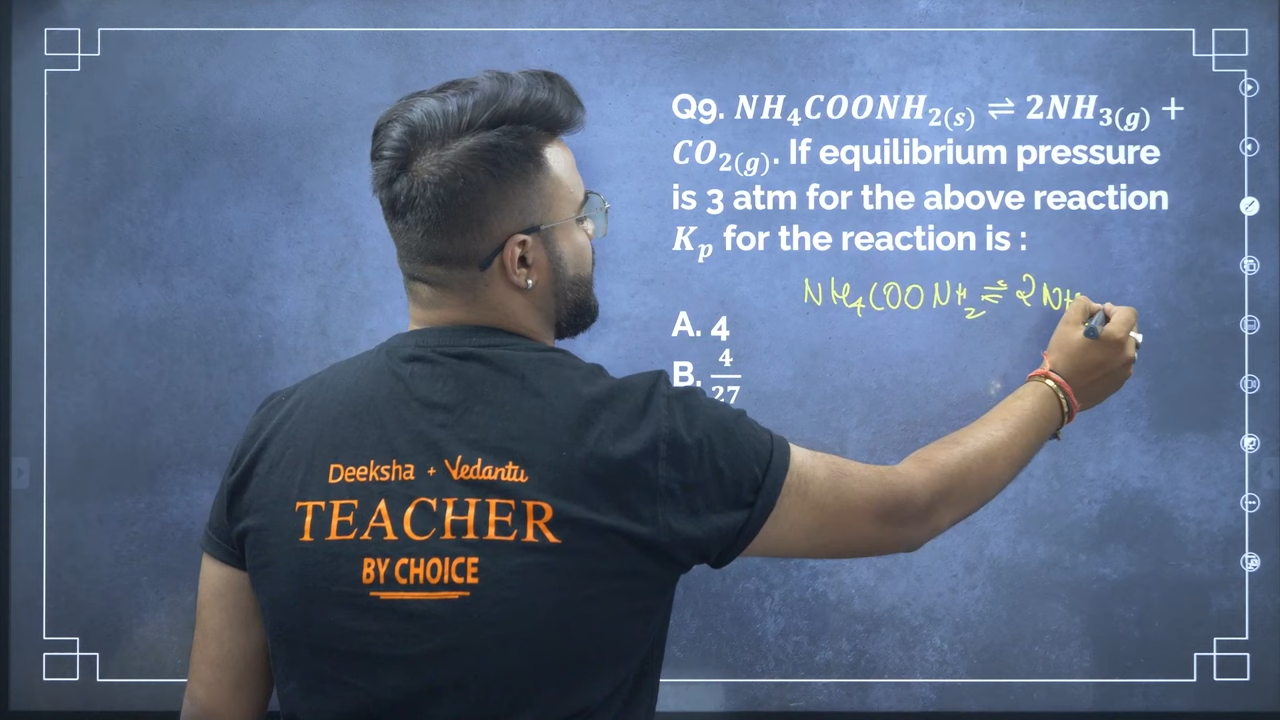 Q9. NH₄COONH₂₍ₛ₎ ⇌ 2NH₃₍g₎ +
CO₂₍g₎. If equilibrium pressure
is 3 atm for the above reaction
Kₚ for the reaction is :
NH₄COONH₂ ⇌ 2NH
A. 4
B. 4/27
Deeksha + Vedantu
TEACHER
BY CHOICE